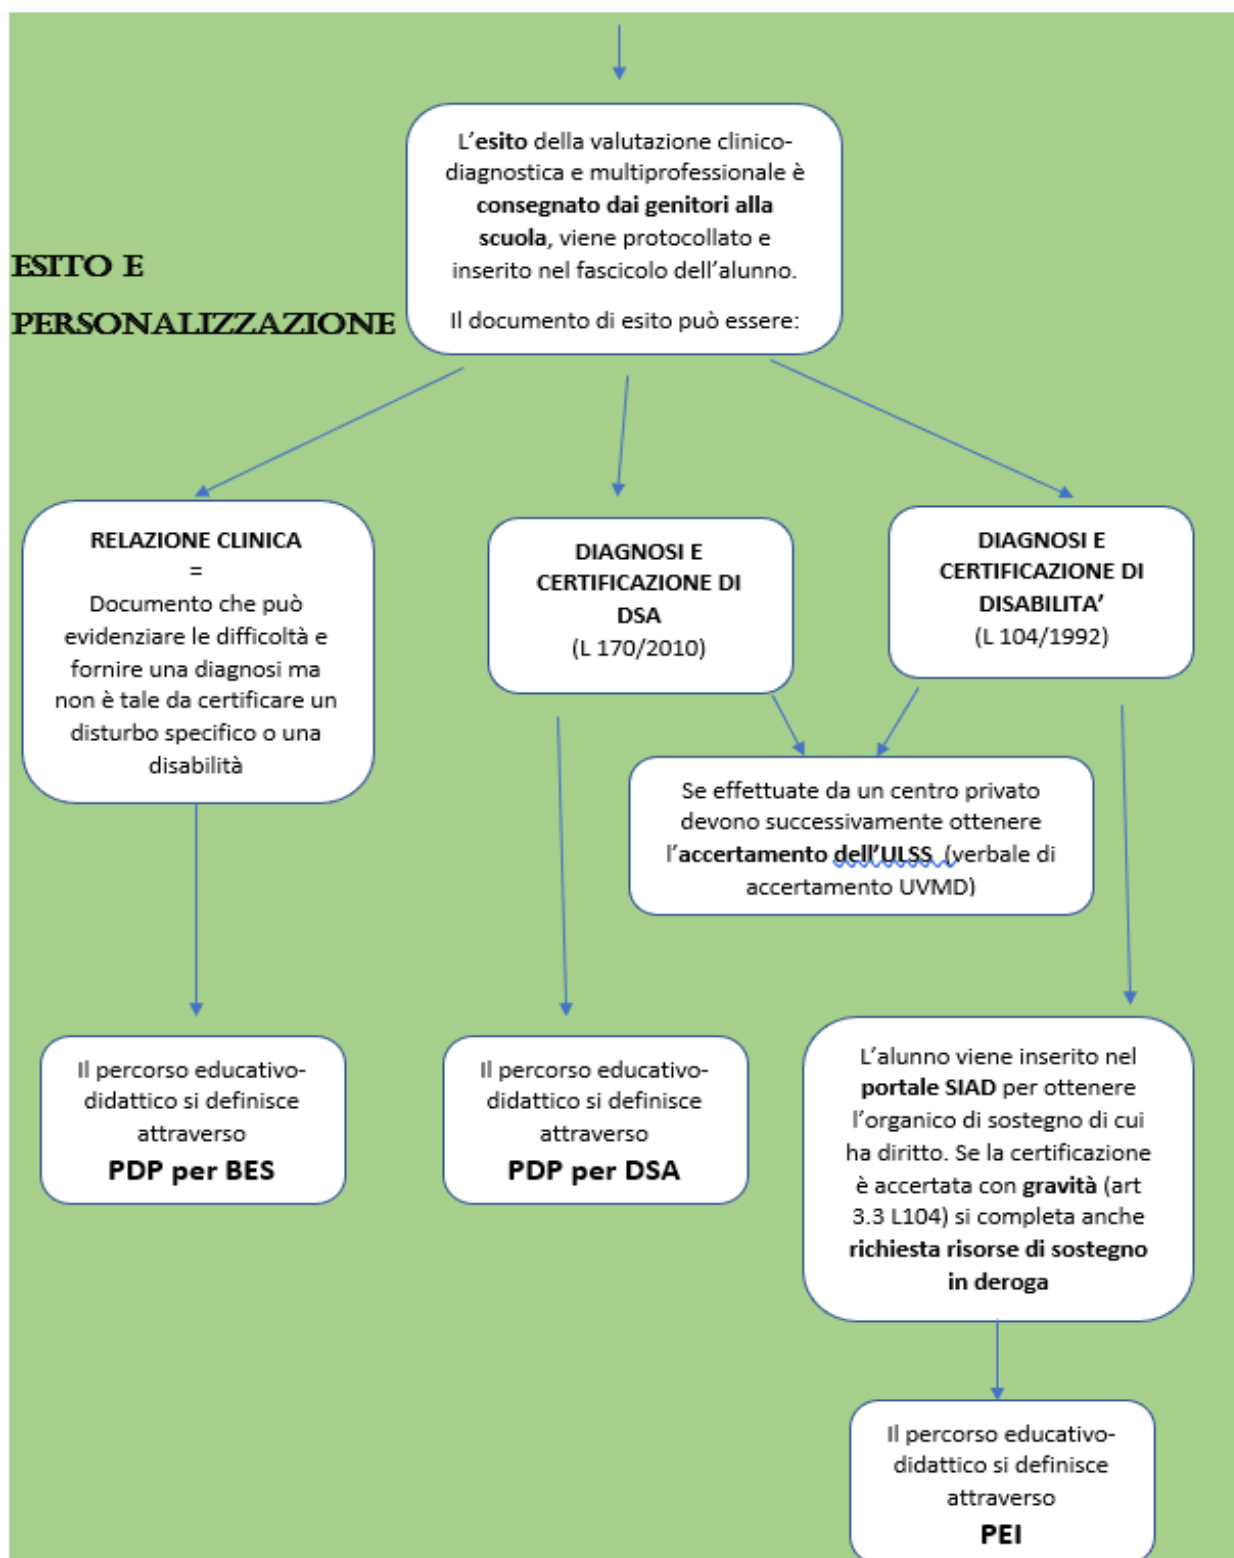 L’esito della valutazione clinico-
diagnostica e multiprofessionale è
consegnato dai genitori alla
scuola, viene protocollato e
inserito nel fascicolo dell’alunno.
Il documento di esito può essere:
ESITO E
PERSONALIZZAZIONE
RELAZIONE CLINICA
=
Documento che può
evidenziare le difficoltà e
fornire una diagnosi ma
non è tale da certificare un
disturbo specifico o una
disabilità
DIAGNOSI E
CERTIFICAZIONE DI
DSA
(L 170/2010)
DIAGNOSI E
CERTIFICAZIONE DI
DISABILITA’
(L 104/1992)
Se effettuate da un centro privato
devono successivamente ottenere
l’accertamento dell’ULSS (verbale di
accertamento UVMD)
Il percorso educativo-
didattico si definisce
attraverso
PDP per BES
Il percorso educativo-
didattico si definisce
attraverso
PDP per DSA
L’alunno viene inserito nel
portale SIAD per ottenere
l’organico di sostegno di cui
ha diritto. Se la certificazione
è accertata con gravità (art
3.3 L104) si completa anche
richiesta risorse di sostegno
in deroga
Il percorso educativo-
didattico si definisce
attraverso
PEI